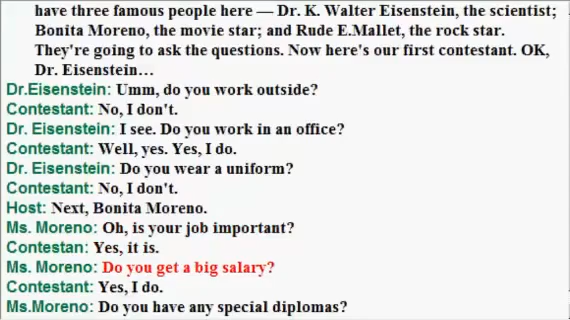 have three famous people here — Dr. K. Walter Eisenstein, the scientist;
Bonita Moreno, the movie star; and Rude E.Mallet, the rock star.
They're going to ask the questions. Now here's our first contestant. OK,
Dr. Eisenstein…
Dr.Eisenstein: Umm, do you work outside?
Contestant: No, I don't.
Dr. Eisenstein: I see. Do you work in an office?
Contestant: Well, yes. Yes, I do.
Dr. Eisenstein: Do you wear a uniform?
Contestant: No, I don't.
Host: Next, Bonita Moreno.
Ms. Moreno: Oh, is your job important?
Contestan: Yes, it is.
Ms. Moreno: Do you get a big salary?
Contestant: Yes, I do.
Ms.Moreno: Do you have any special diplomas?